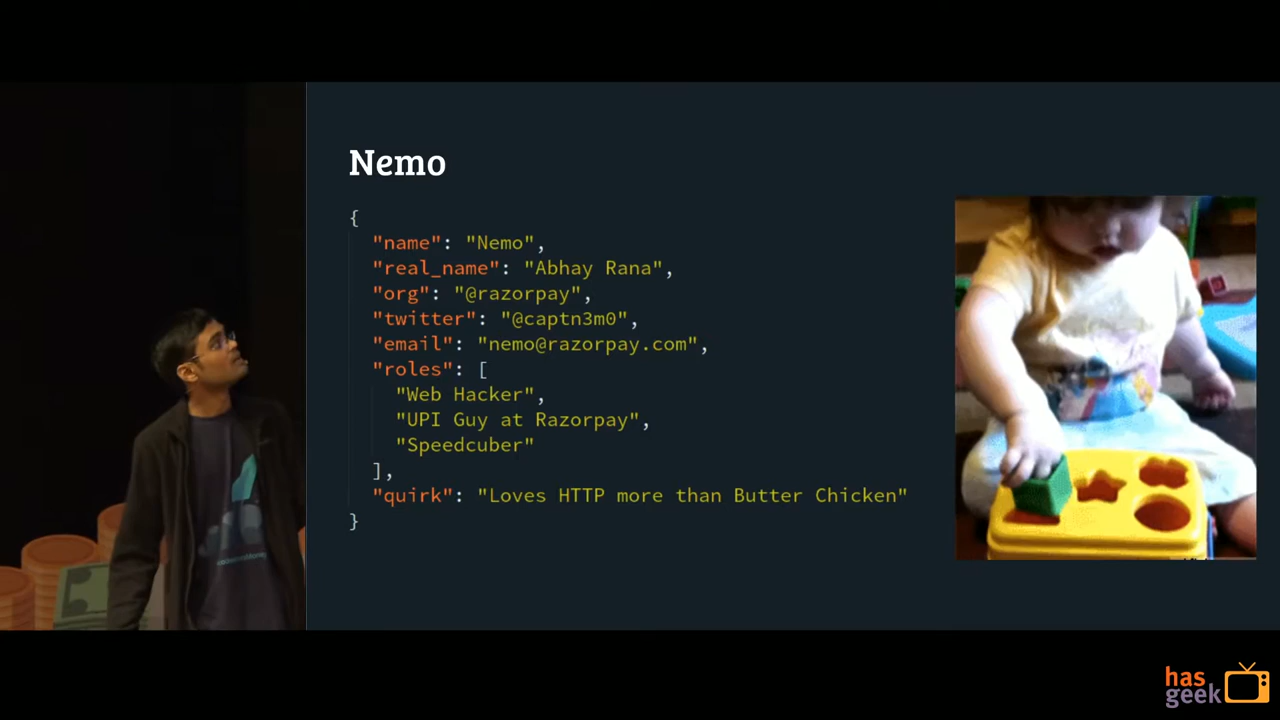 Nemo
{
"name": "Nemo",
"real_name": "Abhay Rana",
"org": "@razorpay",
"twitter": "@captn3m0",
"email": "nemo@razorpay.com",
"roles": [
"Web Hacker",
"UPI Guy at Razorpay",
"Speedcuber"
],
"quirk": "Loves HTTP more than Butter Chicken"
}
has
geek